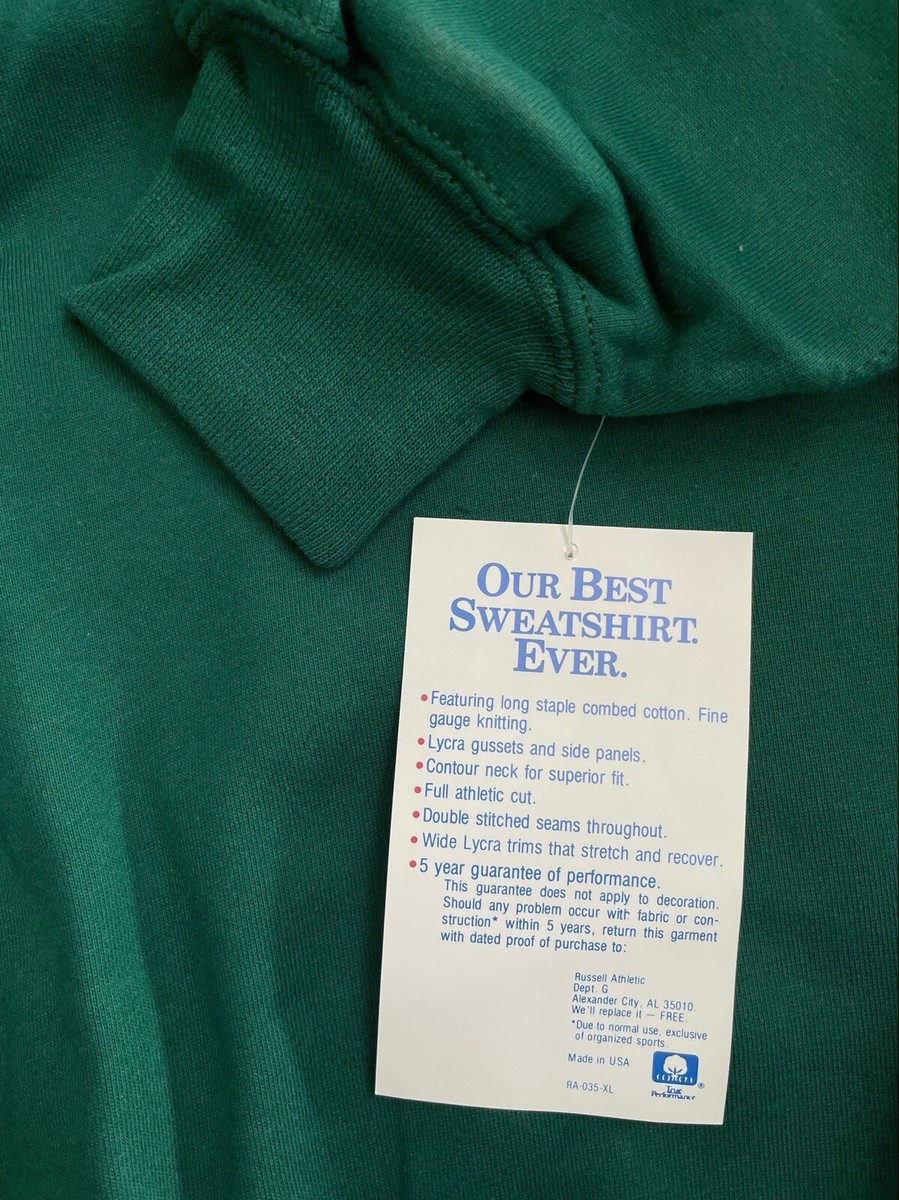 OUR BEST
SWEATSHIRT.
EVER.
• Featuring long staple combed cotton. Fine
gauge knitting.
• Lycra gussets and side panels.
• Contour neck for superior fit.
• Full athletic cut.
• Double stitched seams throughout.
• Wide Lycra trims that stretch and recover.
• 5 year guarantee of performance.
This guarantee does not apply to decoration.
Should any problem occur with fabric or con-
struction* within 5 years, return this garment
with dated proof of purchase to:
Russell Athletic
Dept. G
Alexander City, AL 35010.
We'll replace it — FREE.
*Due to normal use, exclusive
of organized sports.
Made in USA
COTTON
®
True
Performance
RA-035-XL